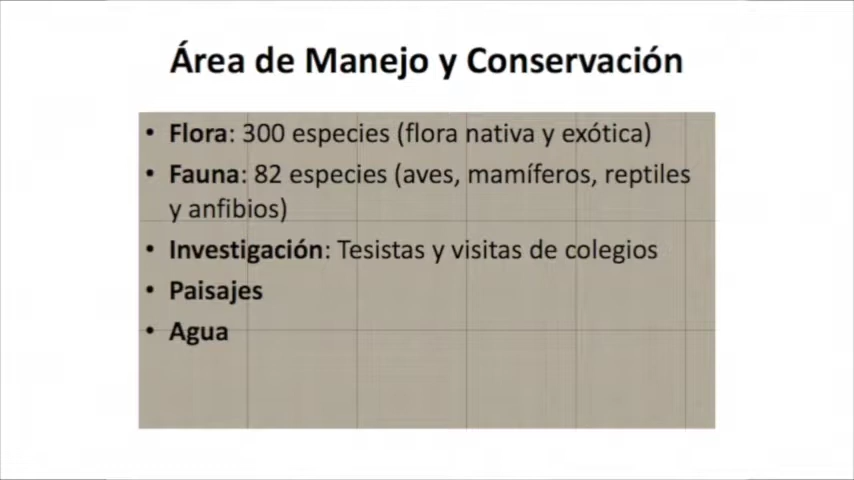 Área de Manejo y Conservación
• Flora: 300 especies (flora nativa y exótica)
• Fauna: 82 especies (aves, mamíferos, reptiles
y anfibios)
• Investigación: Tesistas y visitas de colegios
• Paisajes
• Agua